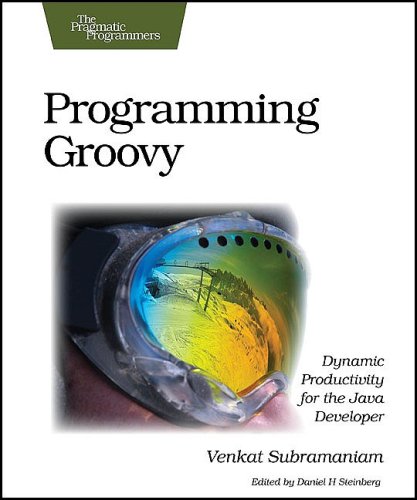 The
Pragmatic
Programmers
Programming
Groovy
Dynamic
Productivity
for the Java
Developer
Venkat Subramaniam
Edited by Daniel H Steinberg